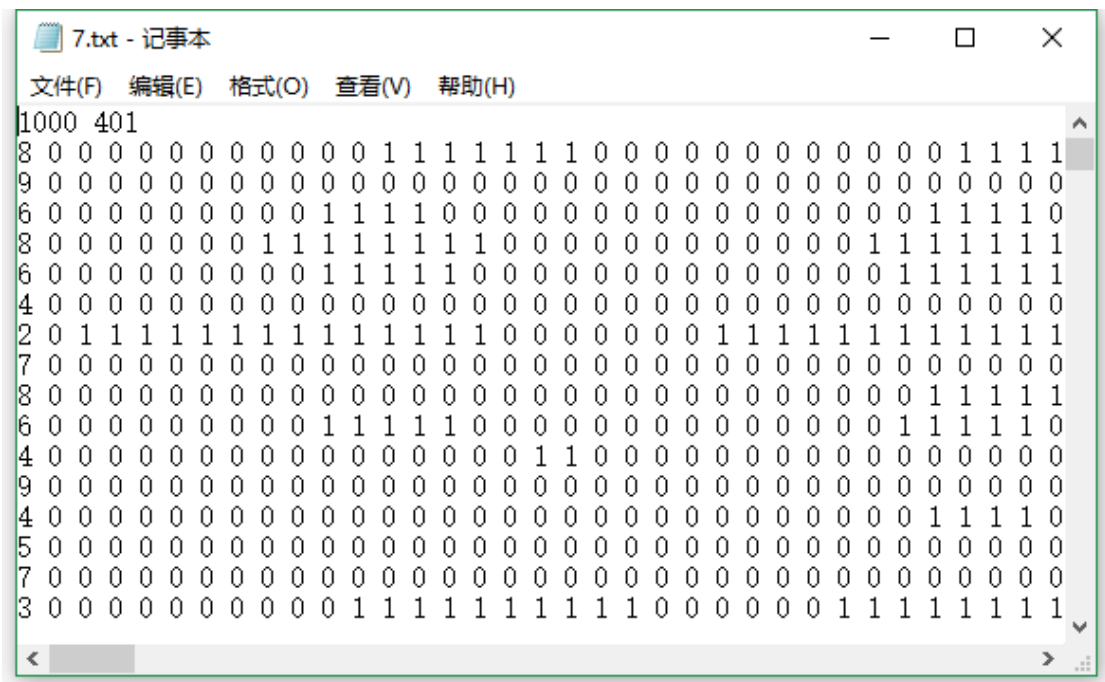 7.txt - 记事本
文件(F) 编辑(E) 格式(O) 查看(V) 帮助(H)
1000 401
8 0 0 0 0 0 0 0 0 0 0 0 1 1 1 1 1 1 1 0 0 0 0 0 0 0 0 0 0 0 0 1 1 1 1
9 0 0 0 0 0 0 0 0 0 0 0 0 0 0 0 0 0 0 0 0 0 0 0 0 0 0 0 0 0 0 0 0 0 0
6 0 0 0 0 0 0 0 0 0 1 1 1 1 0 0 0 0 0 0 0 0 0 0 0 0 0 0 0 0 1 1 1 1 0
8 0 0 0 0 0 0 0 1 1 1 1 1 1 1 1 0 0 0 0 0 0 0 0 0 0 0 0 1 1 1 1 1 1 1
6 0 0 0 0 0 0 0 0 0 1 1 1 1 1 0 0 0 0 0 0 0 0 0 0 0 0 0 0 1 1 1 1 1 1
4 0 0 0 0 0 0 0 0 0 0 0 0 0 0 0 0 0 0 0 0 0 0 0 0 0 0 0 0 0 0 0 0 0 0
2 0 1 1 1 1 1 1 1 1 1 1 1 1 1 1 0 0 0 0 0 0 0 1 1 1 1 1 1 1 1 1 1 1 1
7 0 0 0 0 0 0 0 0 0 0 0 0 0 0 0 0 0 0 0 0 0 0 0 0 0 0 0 0 0 0 0 0 0 0
8 0 0 0 0 0 0 0 0 0 0 0 0 0 0 0 0 0 0 0 0 0 0 0 0 0 0 0 0 0 1 1 1 1 1
6 0 0 0 0 0 0 0 0 0 1 1 1 1 1 0 0 0 0 0 0 0 0 0 0 0 0 0 0 1 1 1 1 1 0
4 0 0 0 0 0 0 0 0 0 0 0 0 0 0 0 0 1 1 0 0 0 0 0 0 0 0 0 0 0 0 0 0 0 0
9 0 0 0 0 0 0 0 0 0 0 0 0 0 0 0 0 0 0 0 0 0 0 0 0 0 0 0 0 0 0 0 0 0 0
4 0 0 0 0 0 0 0 0 0 0 0 0 0 0 0 0 0 0 0 0 0 0 0 0 0 0 0 0 0 1 1 1 1 0
5 0 0 0 0 0 0 0 0 0 0 0 0 0 0 0 0 0 0 0 0 0 0 0 0 0 0 0 0 0 0 0 0 0 0
7 0 0 0 0 0 0 0 0 0 0 0 0 0 0 0 0 0 0 0 0 0 0 0 0 0 0 0 0 0 0 0 0 0 0
3 0 0 0 0 0 0 0 0 0 0 1 1 1 1 1 1 1 1 1 1 0 0 0 0 0 0 1 1 1 1 1 1 1 1